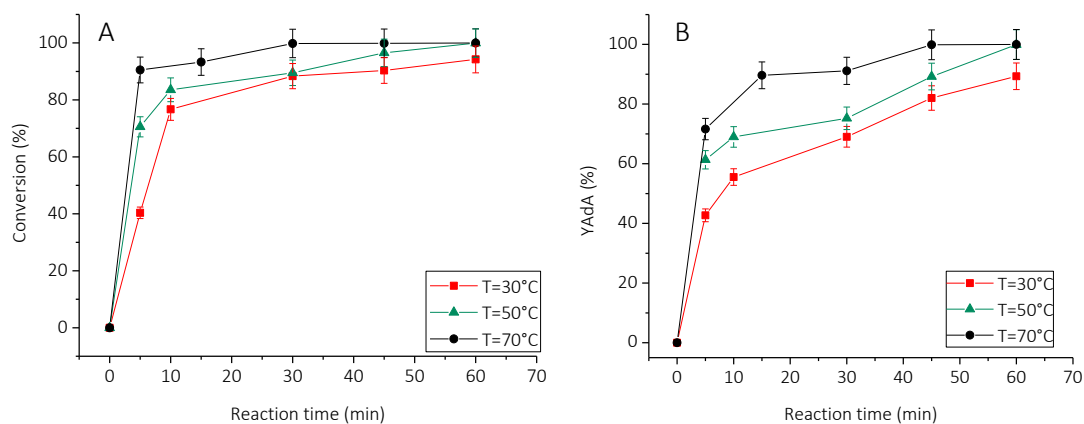 A
Conversion (%)
100
80
60
40
20
0
T=30°C
T=50°C
T=70°C
0 10 20 30 40 50 60 70
Reaction time (min)
B
YAdA (%)
100
80
60
40
20
0
T=30°C
T=50°C
T=70°C
0 10 20 30 40 50 60 70
Reaction time (min)